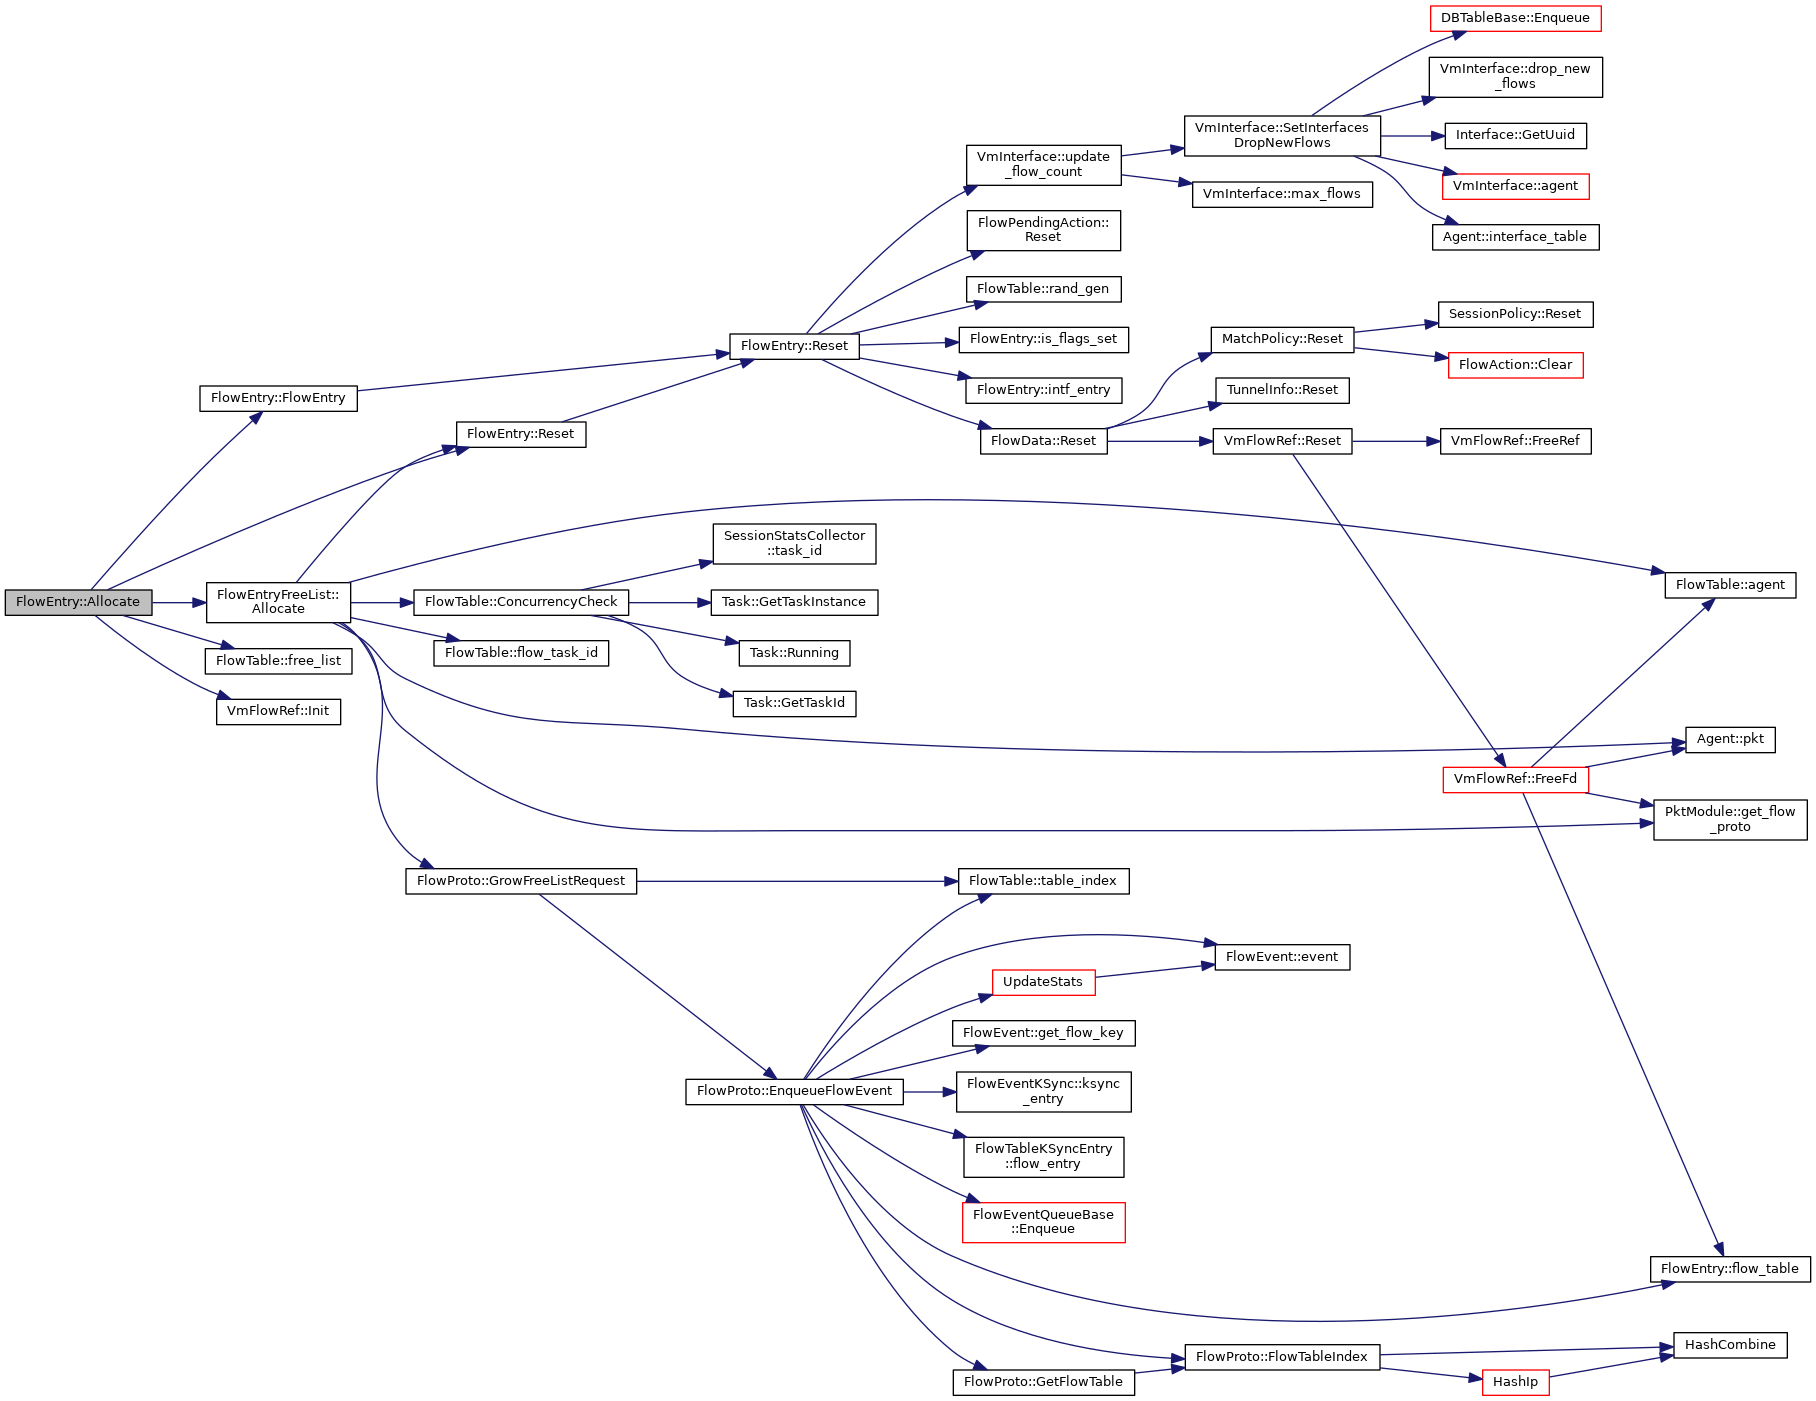 FlowEntry::Allocate
FlowEntry::FlowEntry
FlowEntry::Reset
FlowEntryFreeList::
Allocate
FlowTable::free_list
VmFlowRef::Init
FlowEntry::Reset
FlowTable::ConcurrencyCheck
FlowTable::flow_task_id
FlowProto::GrowFreeListRequest
SessionStatsCollector
::task_id
Task::GetTaskInstance
Task::Running
Task::GetTaskId
FlowProto::EnqueueFlowEvent
VmInterface::update
_flow_count
FlowPendingAction::
Reset
FlowTable::rand_gen
FlowEntry::is_flags_set
FlowEntry::intf_entry
FlowData::Reset
FlowTable::table_index
UpdateStats
FlowEvent::get_flow_key
FlowEventKSync::ksync
_entry
FlowTableKSyncEntry
::flow_entry
FlowEventQueueBase
::Enqueue
FlowProto::GetFlowTable
VmInterface::SetInterfaces
DropNewFlows
VmInterface::max_flows
MatchPolicy::Reset
TunnelInfo::Reset
VmFlowRef::Reset
FlowEvent::event
FlowProto::FlowTableIndex
DBTableBase::Enqueue
VmInterface::drop_new
_flows
Interface::GetUuid
VmInterface::agent
Agent::interface_table
SessionPolicy::Reset
FlowAction::Clear
VmFlowRef::FreeRef
VmFlowRef::FreeFd
HashIp
FlowTable::agent
Agent::pkt
PktModule::get_flow
_proto
FlowEntry::flow_table
HashCombine